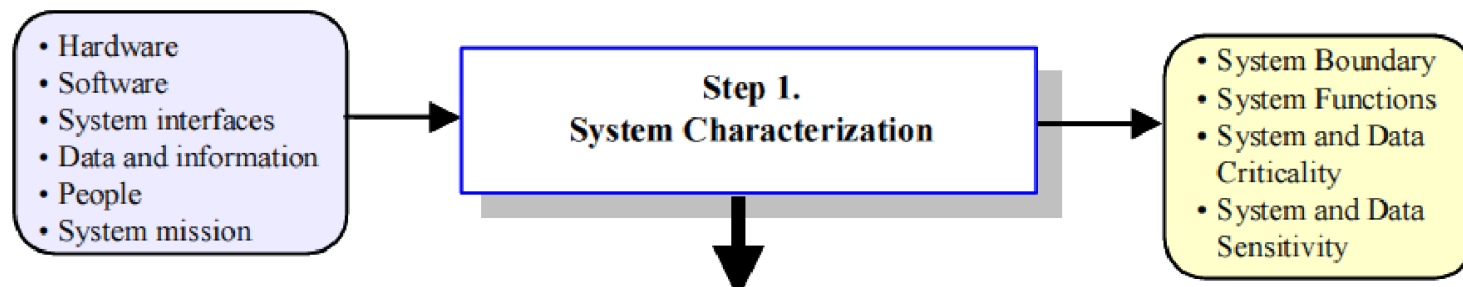 • Hardware
• Software
• System interfaces
• Data and information
• People
• System mission
Step 1.
System Characterization
• System Boundary
• System Functions
• System and Data
Criticality
• System and Data
Sensitivity